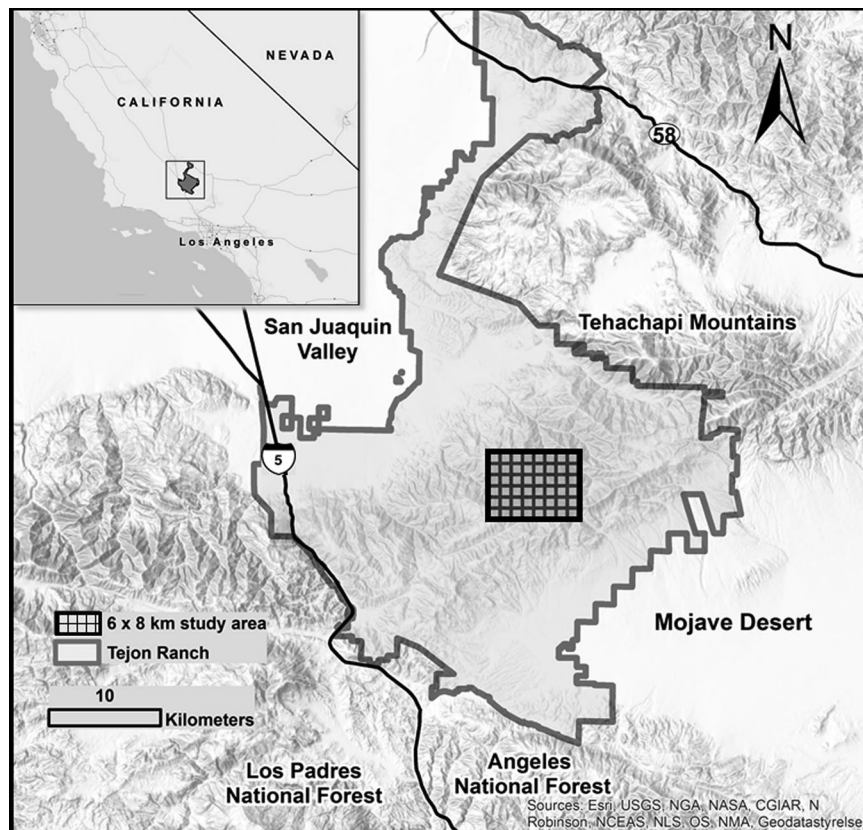 NEVADA
CALIFORNIA
Los Angeles
N
58
San Juaquin
Valley
Tehachapi Mountains
5
6 x 8 km study area
Tejon Ranch
Mojave Desert
10
Kilometers
Los Padres
National Forest
Angeles
National Forest
Sources: Esri, USGS, NGA, NASA, CGIAR, N
Robinson, NCEAS, NLS, OS, NMA, Geodatastyrelse